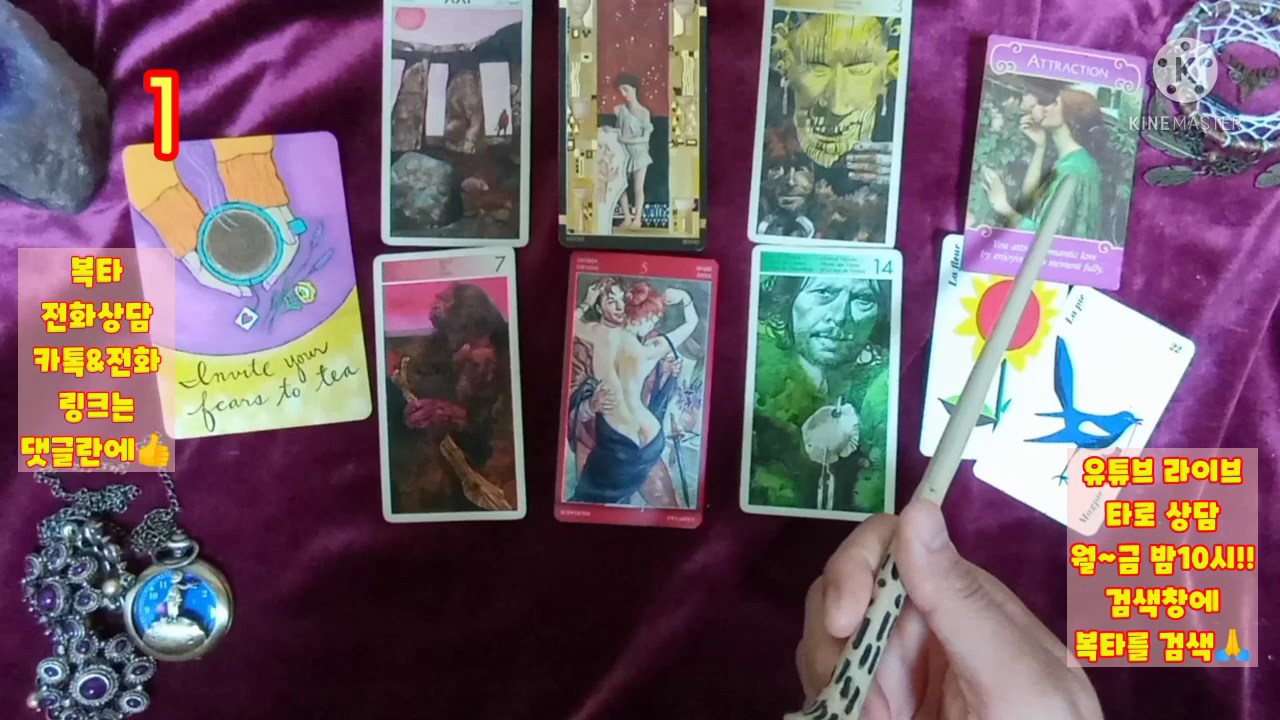 1
XXI
3
ATTRACTION
You attract romantic love
by enjoying each moment fully.
KINEMASTER
Invite your
fears to tea
7
5
14
La fleur
La pie
22
복타
전화상담
카톡&전화
링크는
댓글란에👍
유튜브 라이브
타로 상담
월~금 밤10시!!
검색창에
복타를 검색🙏